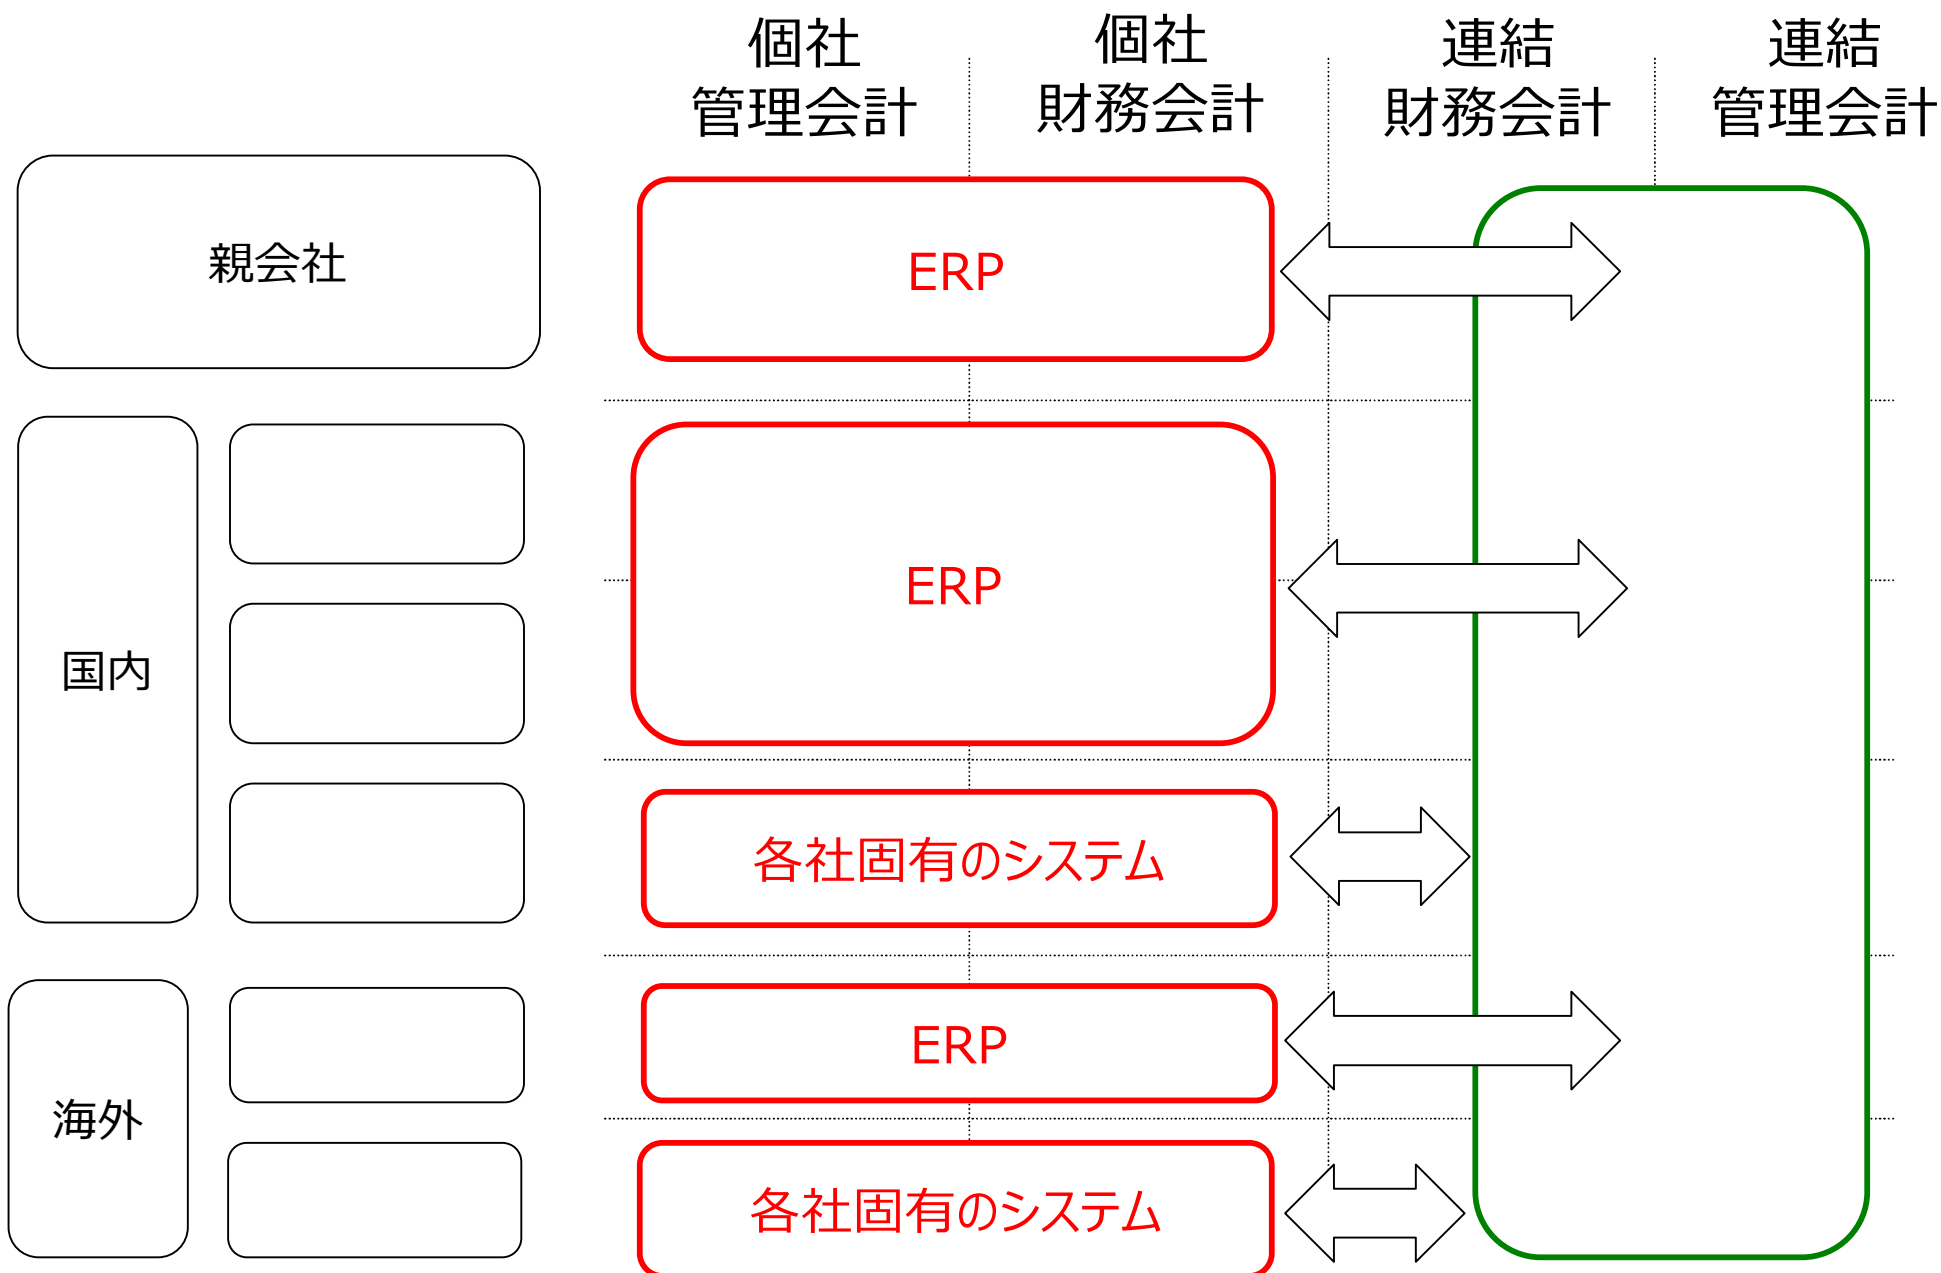 個社
管理会計
個社
財務会計
連結
財務会計
連結
管理会計
親会社
ERP
国内
ERP
各社固有のシステム
海外
ERP
各社固有のシステム